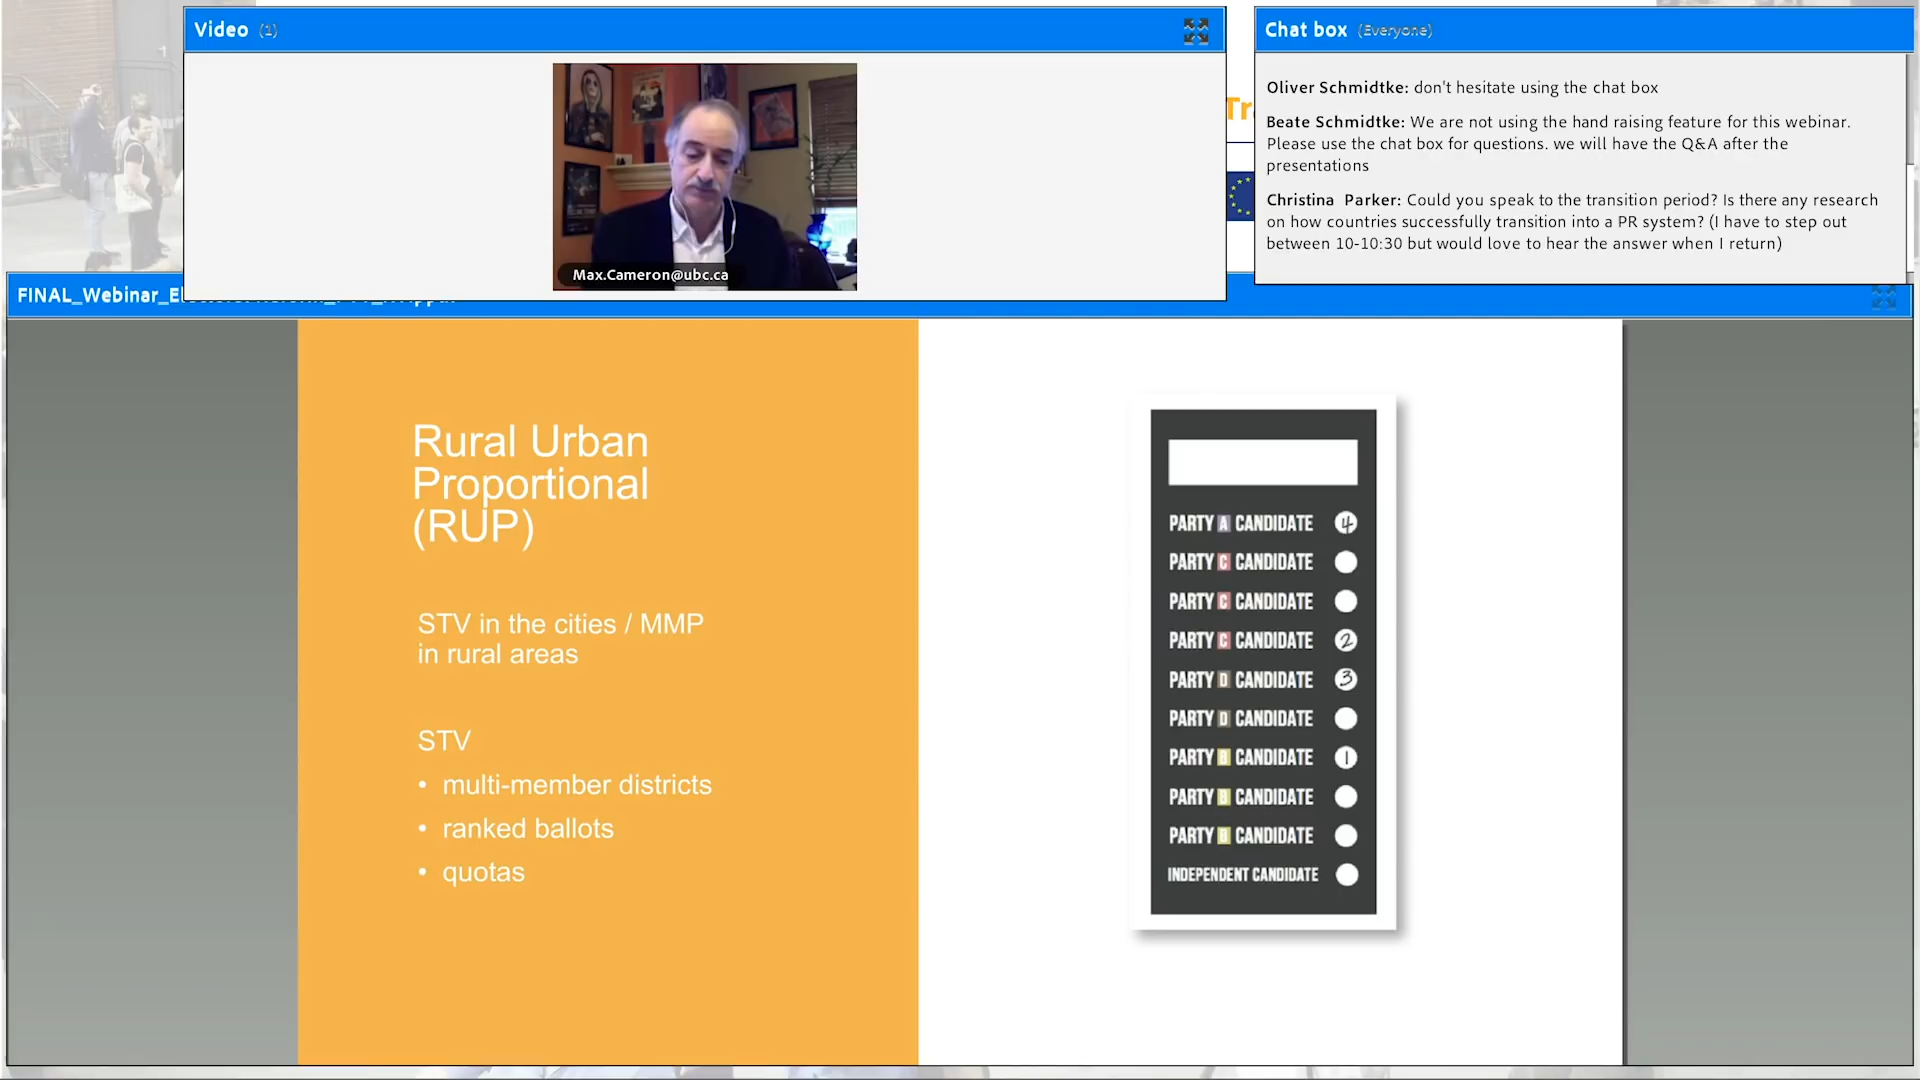 Video (1)
Max.Cameron@ubc.ca
Chat box (Everyone)
Oliver Schmidtke: don't hesitate using the chat box
Beate Schmidtke: We are not using the hand raising feature for this webinar.
Please use the chat box for questions. we will have the Q&A after the
presentations
Christina Parker: Could you speak to the transition period? Is there any research
on how countries successfully transition into a PR system? (I have to step out
between 10-10:30 but would love to hear the answer when I return)
Tr
Rural Urban
Proportional
(RUP)
STV in the cities / MMP
in rural areas
STV
• multi-member districts
• ranked ballots
• quotas
PARTY A CANDIDATE 4
PARTY C CANDIDATE
PARTY C CANDIDATE
PARTY C CANDIDATE 2
PARTY D CANDIDATE 3
PARTY D CANDIDATE
PARTY B CANDIDATE 1
PARTY B CANDIDATE
PARTY B CANDIDATE
INDEPENDENT CANDIDATE